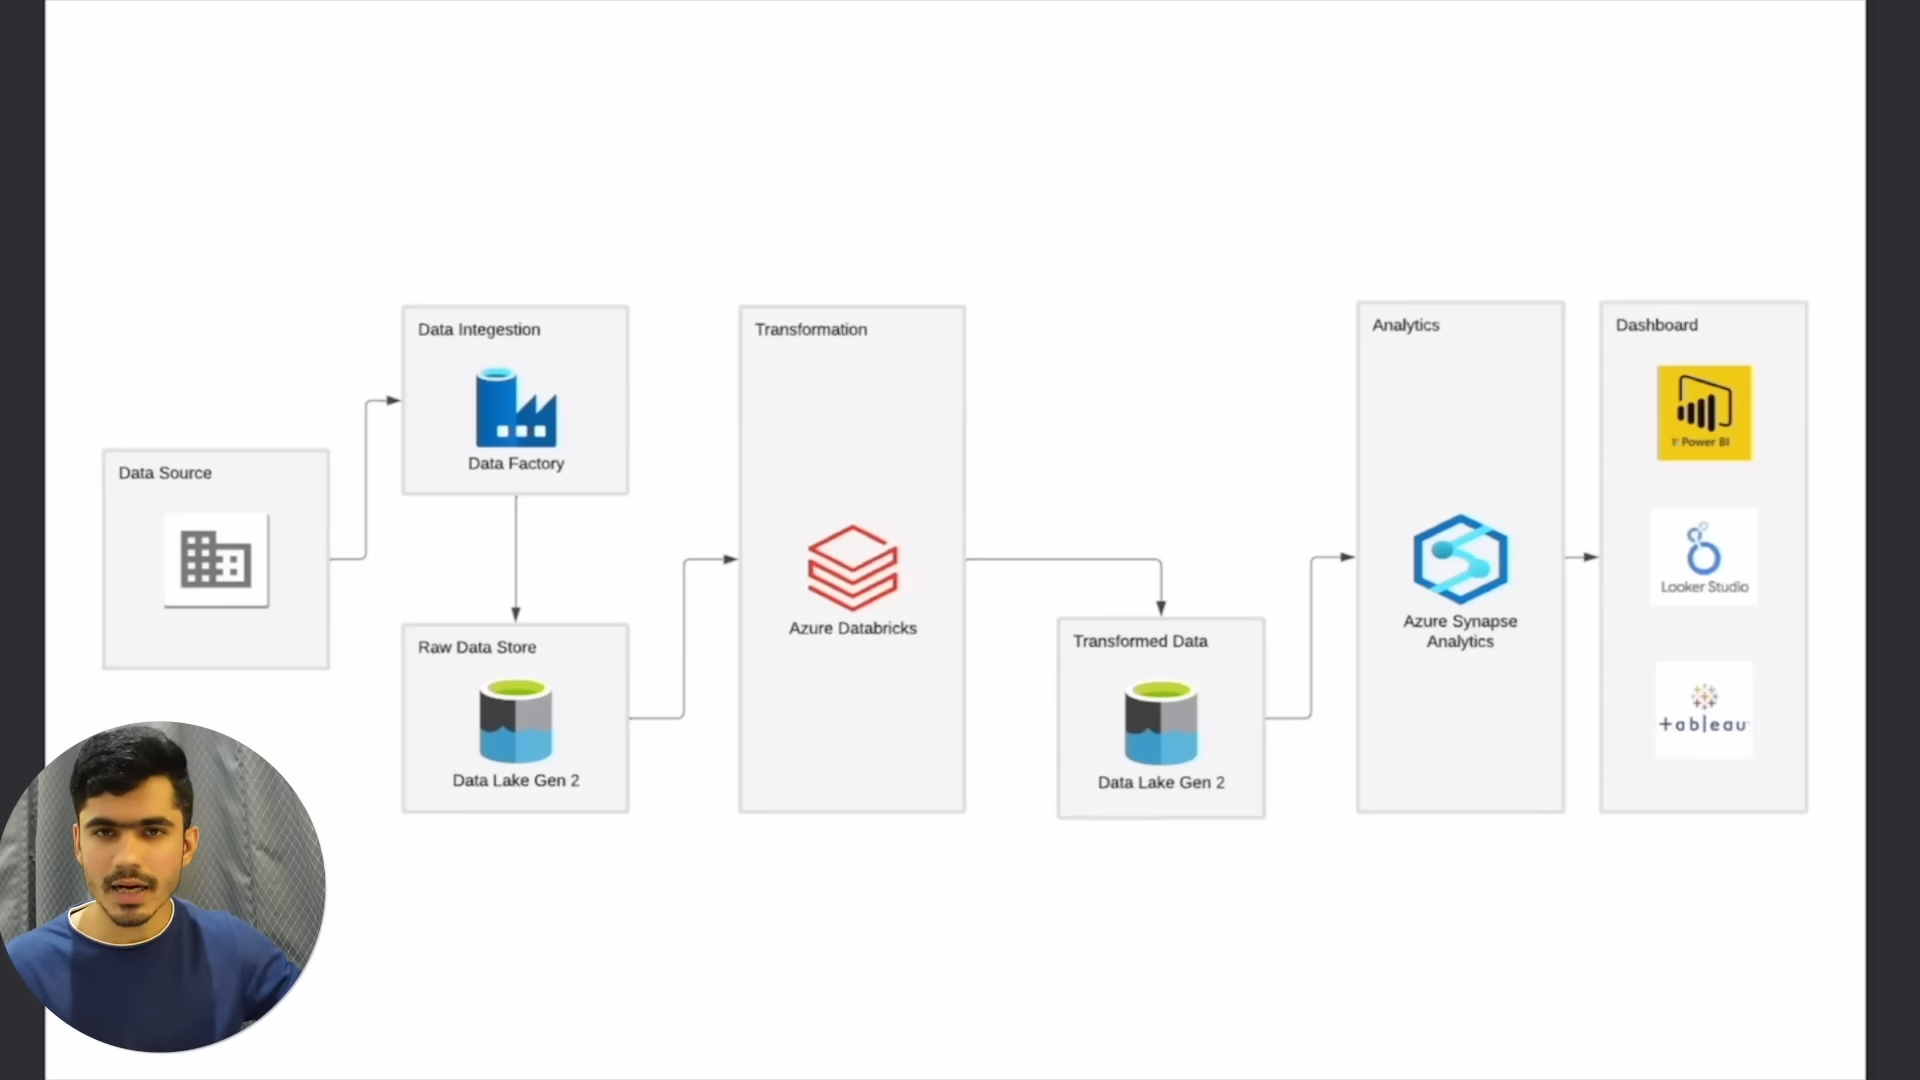 Data Source
Data Integestion
Data Factory
Raw Data Store
Data Lake Gen 2
Transformation
Azure Databricks
Transformed Data
Data Lake Gen 2
Analytics
Azure Synapse
Analytics
Dashboard
Power BI
Looker Studio
+ableau